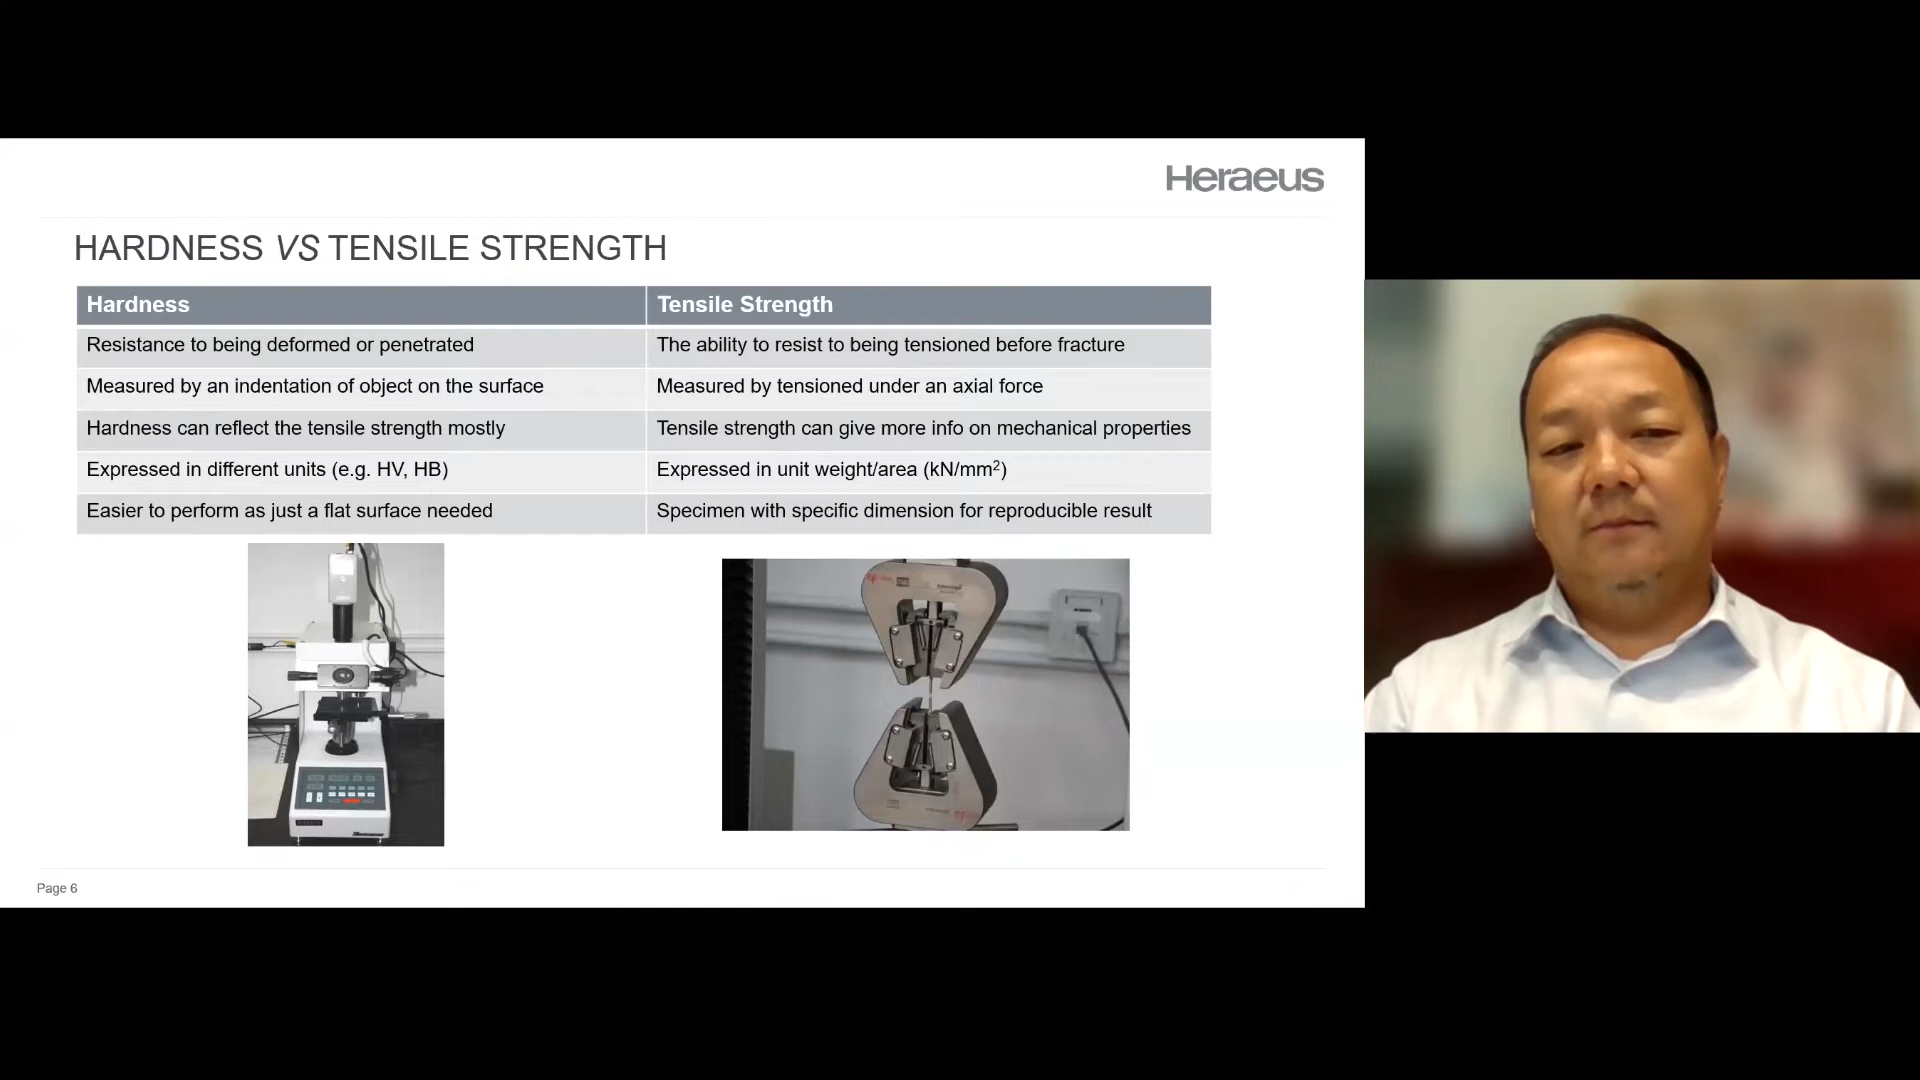 Heraeus
HARDNESS VS TENSILE STRENGTH
Hardness
Tensile Strength
Resistance to being deformed or penetrated
The ability to resist to being tensioned before fracture
Measured by an indentation of object on the surface
Measured by tensioned under an axial force
Hardness can reflect the tensile strength mostly
Tensile strength can give more info on mechanical properties
Expressed in different units (e.g. HV, HB)
Expressed in unit weight/area (kN/mm²)
Easier to perform as just a flat surface needed
Specimen with specific dimension for reproducible result
Page 6